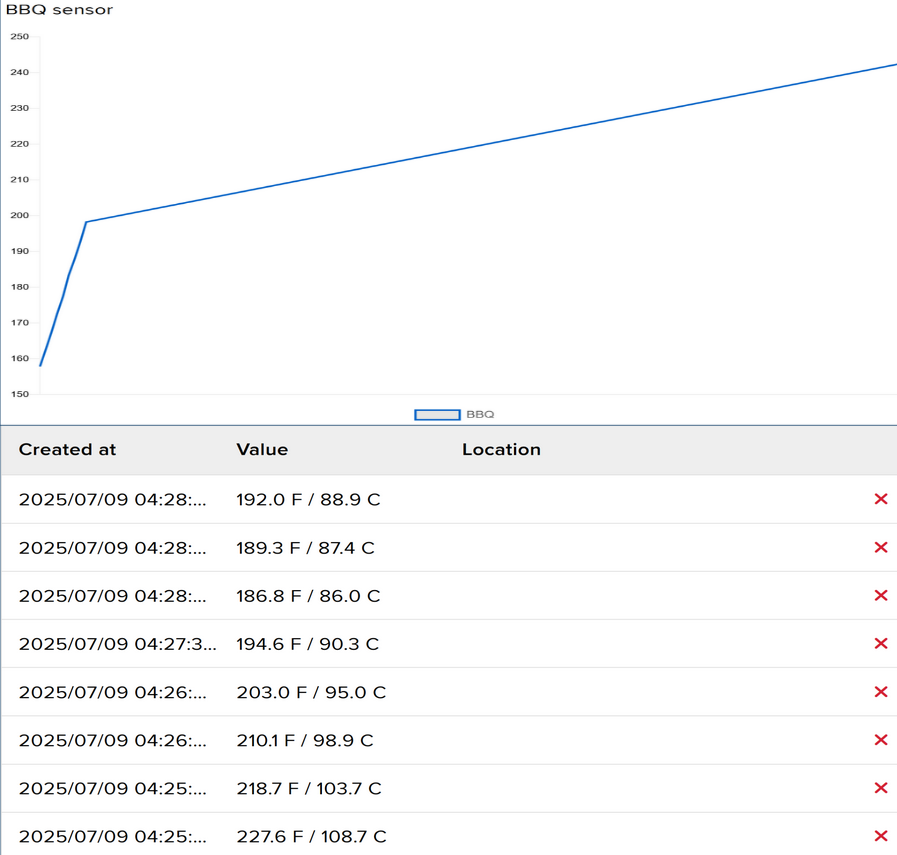 BBQ sensor
250
240
230
220
210
200
190
180
170
160
150
BBQ
Created at Value Location
2025/07/09 04:28:... 192.0 F / 88.9 C
2025/07/09 04:28:... 189.3 F / 87.4 C
2025/07/09 04:28:... 186.8 F / 86.0 C
2025/07/09 04:27:3... 194.6 F / 90.3 C
2025/07/09 04:26:... 203.0 F / 95.0 C
2025/07/09 04:26:... 210.1 F / 98.9 C
2025/07/09 04:25:... 218.7 F / 103.7 C
2025/07/09 04:25:... 227.6 F / 108.7 C